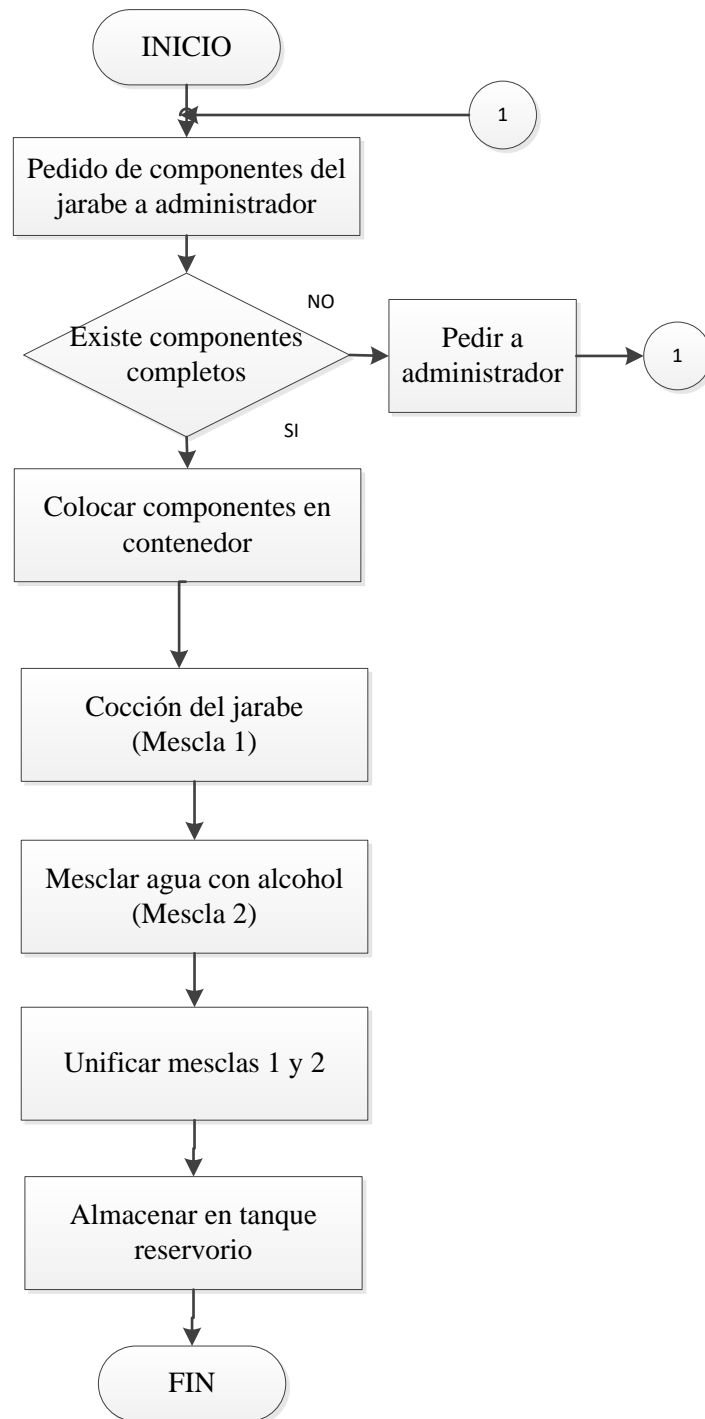 INICIO
1
Pedido de componentes del
jarabe a administrador
NO
Existe componentes
completos
Pedir a
administrador
1
SI
Colocar componentes en
contenedor
Cocción del jarabe
(Mescla 1)
Mesclar agua con alcohol
(Mescla 2)
Unificar mesclas 1 y 2
Almacenar en tanque
reservorio
FIN